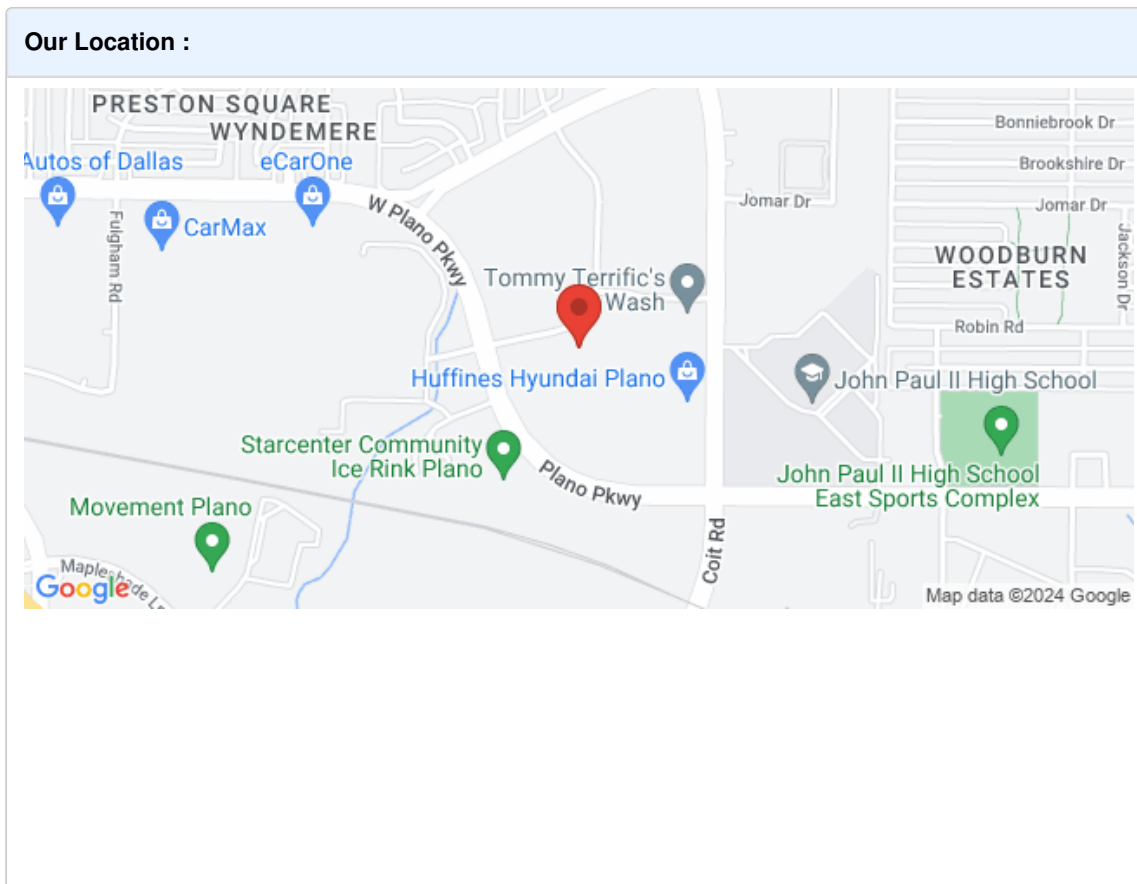 Our Location :
PRESTON SQUARE
WYNDEMERE
Bonniebrook Dr
Autos of Dallas
eCarOne
Brookshire Dr
CarMax
Fulgham Rd
W Plano Pkwy
Jomar Dr
Jomar Dr
Jackson Dr
WOODBURN
ESTATES
Tommy Terrific's
Wash
Robin Rd
Huffines Hyundai Plano
John Paul II High School
Starcenter Community
Ice Rink Plano
Plano Pkwy
John Paul II High School
East Sports Complex
Movement Plano
Coit Rd
Mapleshade Ln
Google
Map data ©2024 Google